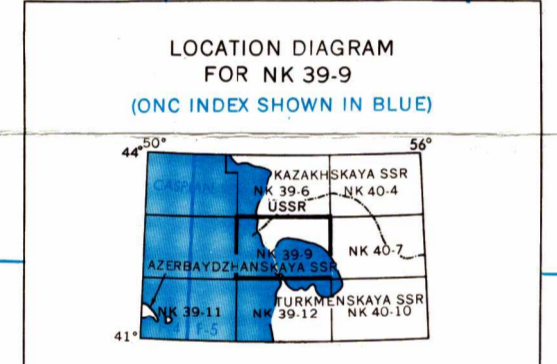 LOCATION DIAGRAM
FOR NK 39-9
(ONC INDEX SHOWN IN BLUE)
44° 50° 56°
KAZAKHSKAYA SSR
CASPIAN NK 39-6 NK 40-4
USSR
NK 39-9 NK 40-7
AZERBAYDZHANSKAYA SSR
TURKMENSKAYA SSR
NK 39-11 NK 39-12 NK 40-10
F-5
41°